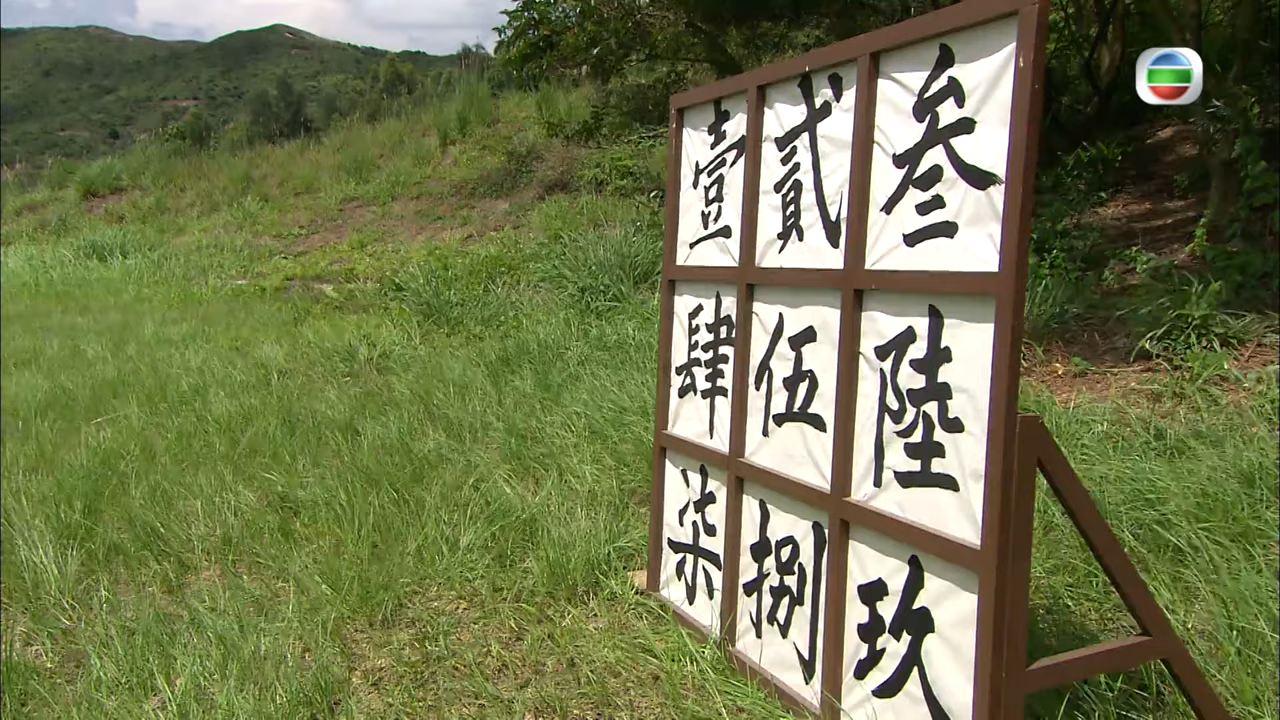 壹 貳 叁
肆 伍 陸
柒 捌 玖